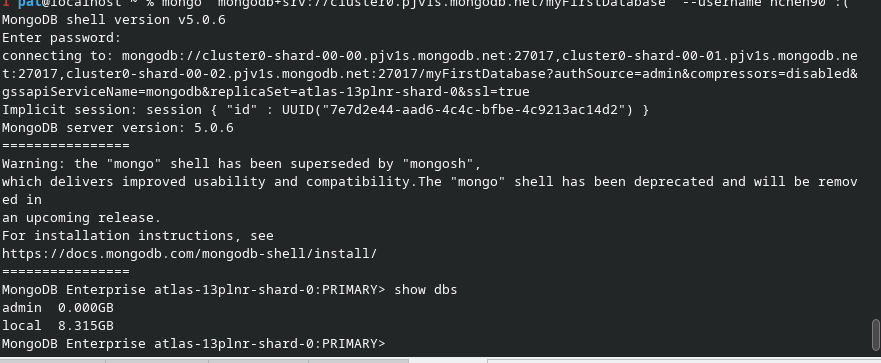 1 pat@localhost ~ % mongo "mongodb+srv://cluster0.pjv1s.mongodb.net/myFirstDatabase" --username hchen90 :(
MongoDB shell version v5.0.6
Enter password:
connecting to: mongodb://cluster0-shard-00-00.pjv1s.mongodb.net:27017,cluster0-shard-00-01.pjv1s.mongodb.ne
t:27017,cluster0-shard-00-02.pjv1s.mongodb.net:27017/myFirstDatabase?authSource=admin&compressors=disabled&
gssapiServiceName=mongodb&replicaSet=atlas-13plnr-shard-0&ssl=true
Implicit session: session { "id" : UUID("7e7d2e44-aad6-4c4c-bfbe-4c9213ac14d2") }
MongoDB server version: 5.0.6
================
Warning: the "mongo" shell has been superseded by "mongosh",
which delivers improved usability and compatibility.The "mongo" shell has been deprecated and will be remov
ed in
an upcoming release.
For installation instructions, see
https://docs.mongodb.com/mongodb-shell/install/
================
MongoDB Enterprise atlas-13plnr-shard-0:PRIMARY> show dbs
admin  0.000GB
local  8.315GB
MongoDB Enterprise atlas-13plnr-shard-0:PRIMARY>